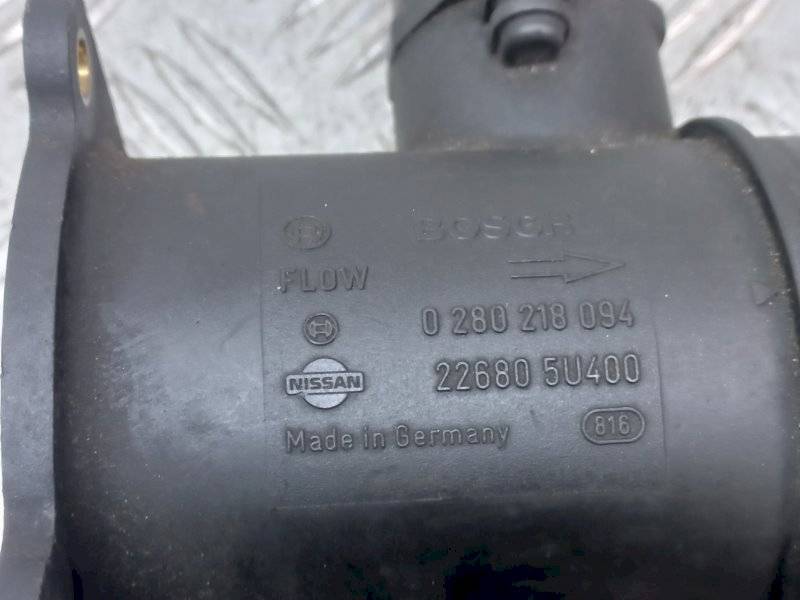 BOSCH
FLOW
0 280 218 094
NISSAN 22680 5U400
Made in Germany 816